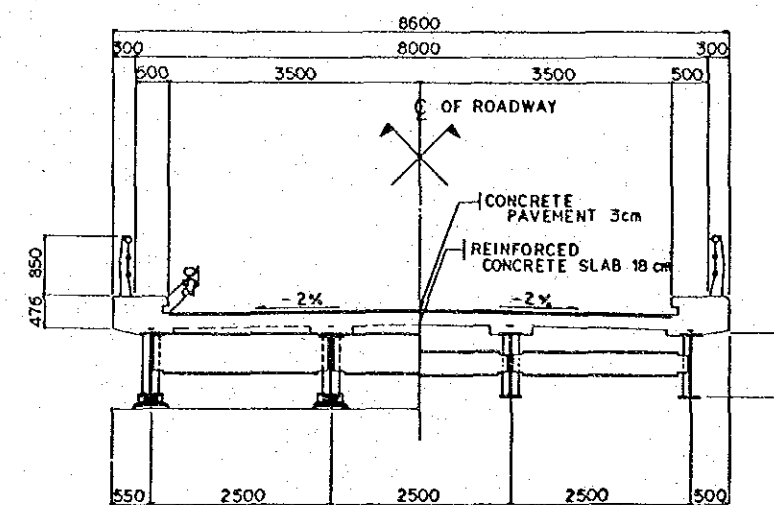 8600
300 8000 300
500 3500 3500 500
℄ OF ROADWAY
CONCRETE
PAVEMENT 3cm
REINFORCED
CONCRETE SLAB 18 cm
850
476
-2% -2%
550 2500 2500 2500 500